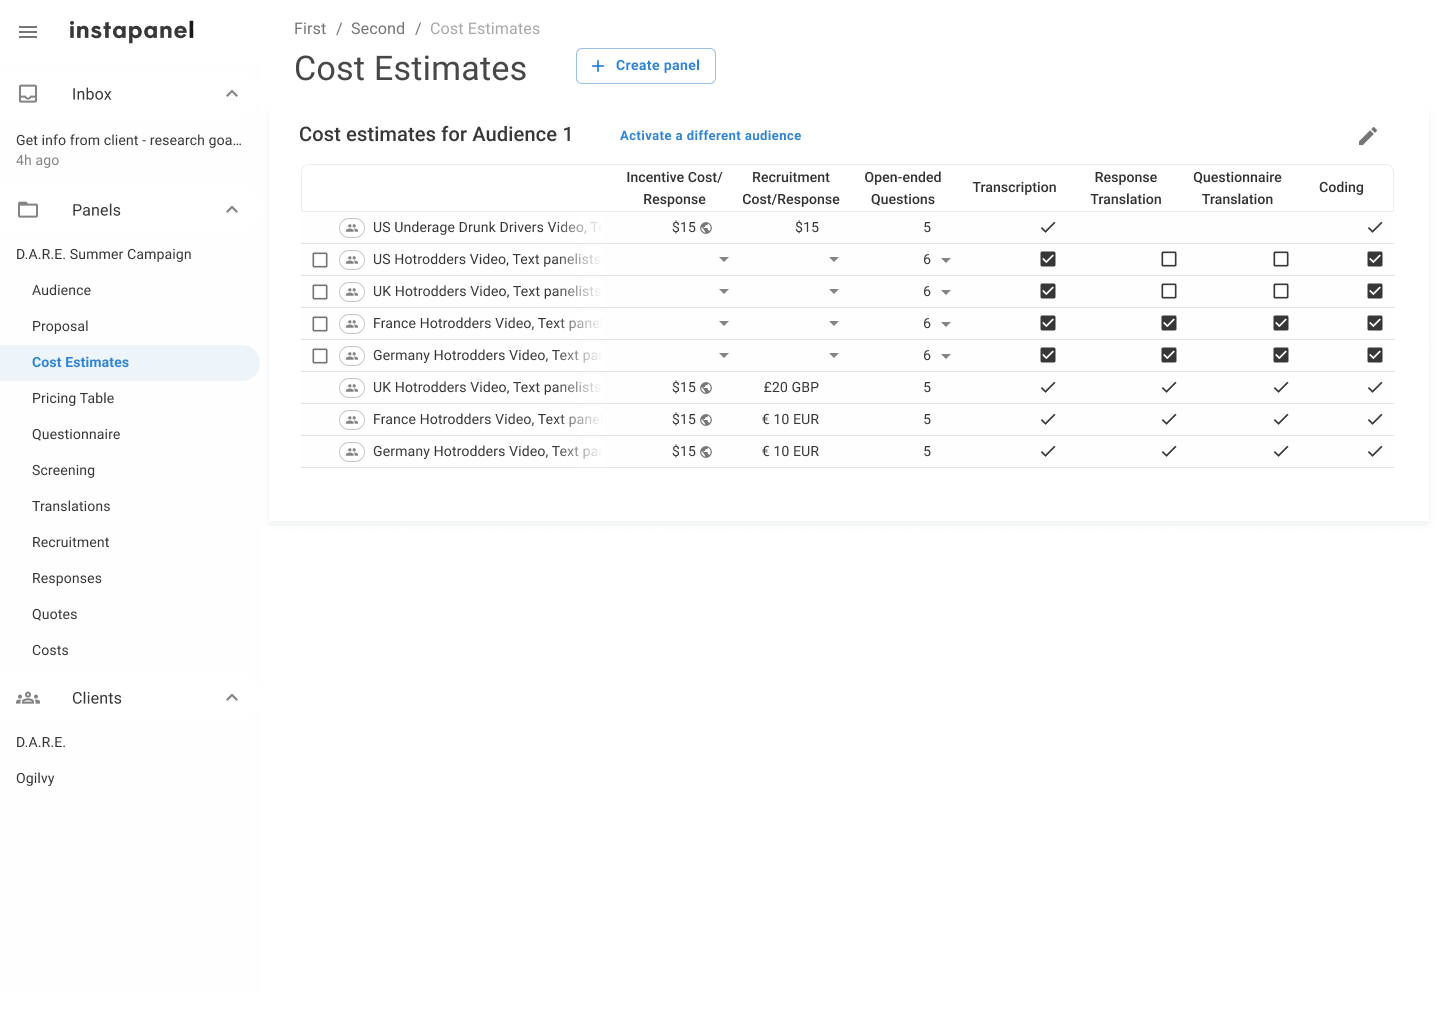 instapanel
First / Second / Cost Estimates
Cost Estimates
+ Create panel
Inbox
Get info from client - research goa...
4h ago
Panels
D.A.R.E. Summer Campaign
Audience
Proposal
Cost Estimates
Pricing Table
Questionnaire
Screening
Translations
Recruitment
Responses
Quotes
Costs
Clients
D.A.R.E.
Ogilvy
Cost estimates for Audience 1
Activate a different audience
Incentive Cost/
Response
Recruitment
Cost/Response
Open-ended
Questions
Transcription
Response
Translation
Questionnaire
Translation
Coding
US Underage Drunk Drivers Video, $15 $15 5
US Hotrodders Video, Text panelists 6
UK Hotrodders Video, Text panelists 6
France Hotrodders Video, Text pane 6
Germany Hotrodders Video, Text pa 6
UK Hotrodders Video, Text panelists $15 £20 GBP 5
France Hotrodders Video, Text pane $15 € 10 EUR 5
Germany Hotrodders Video, Text pa $15 € 10 EUR 5